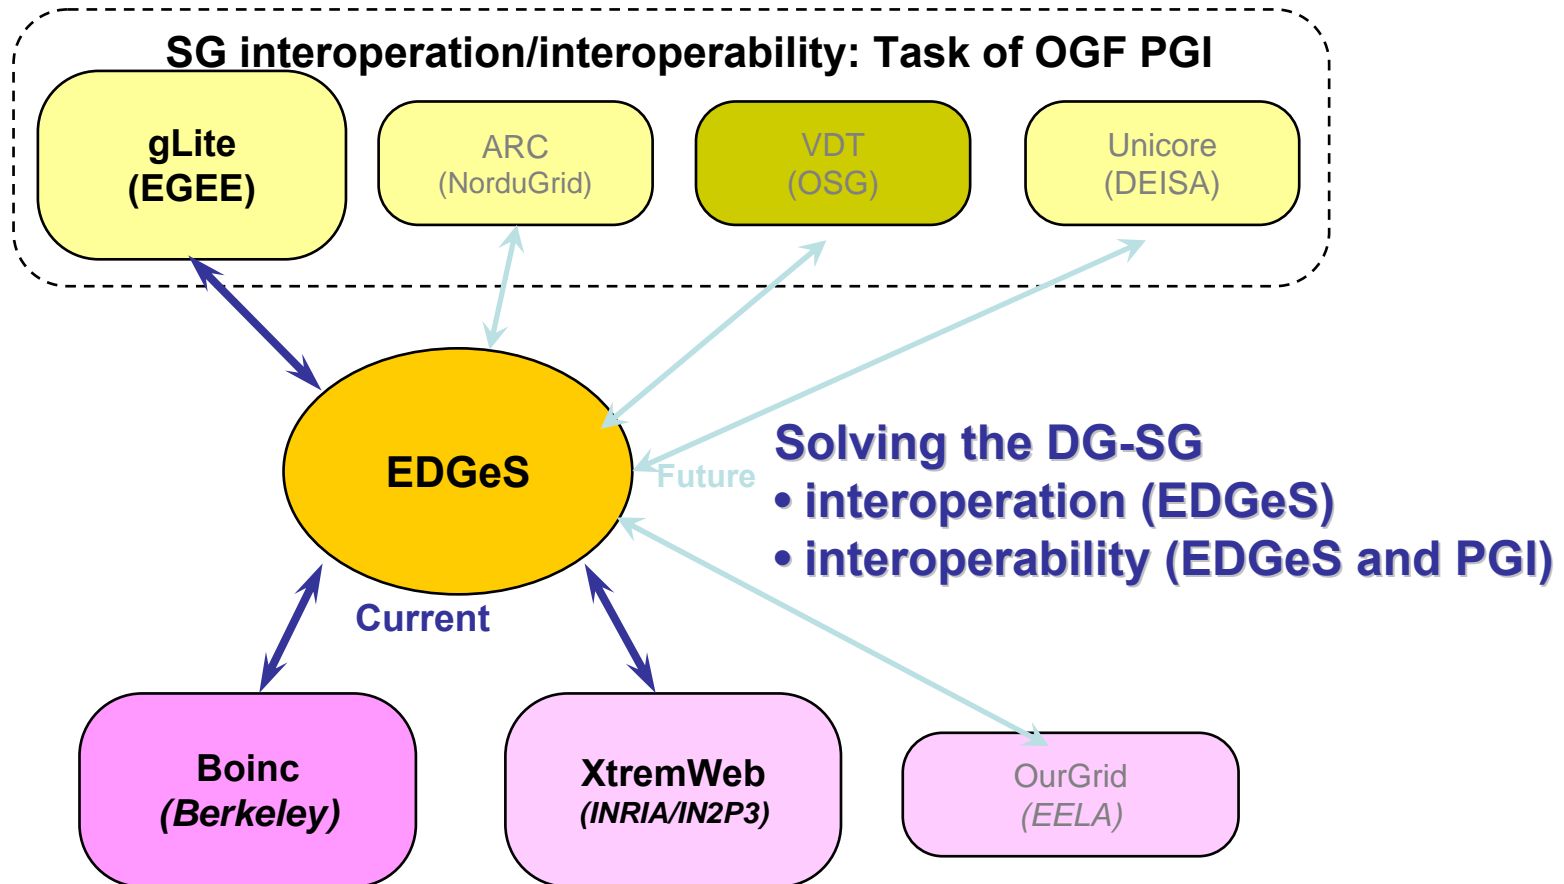 SG interoperation/interoperability: Task of OGF PGI
gLite
(EGEE)
ARC
(NorduGrid)
VDT
(OSG)
Unicore
(DEISA)
EDGeS
Future
Solving the DG-SG
• interoperation (EDGeS)
• interoperability (EDGeS and PGI)
Current
Boinc
(Berkeley)
XtremWeb
(INRIA/IN2P3)
OurGrid
(EELA)